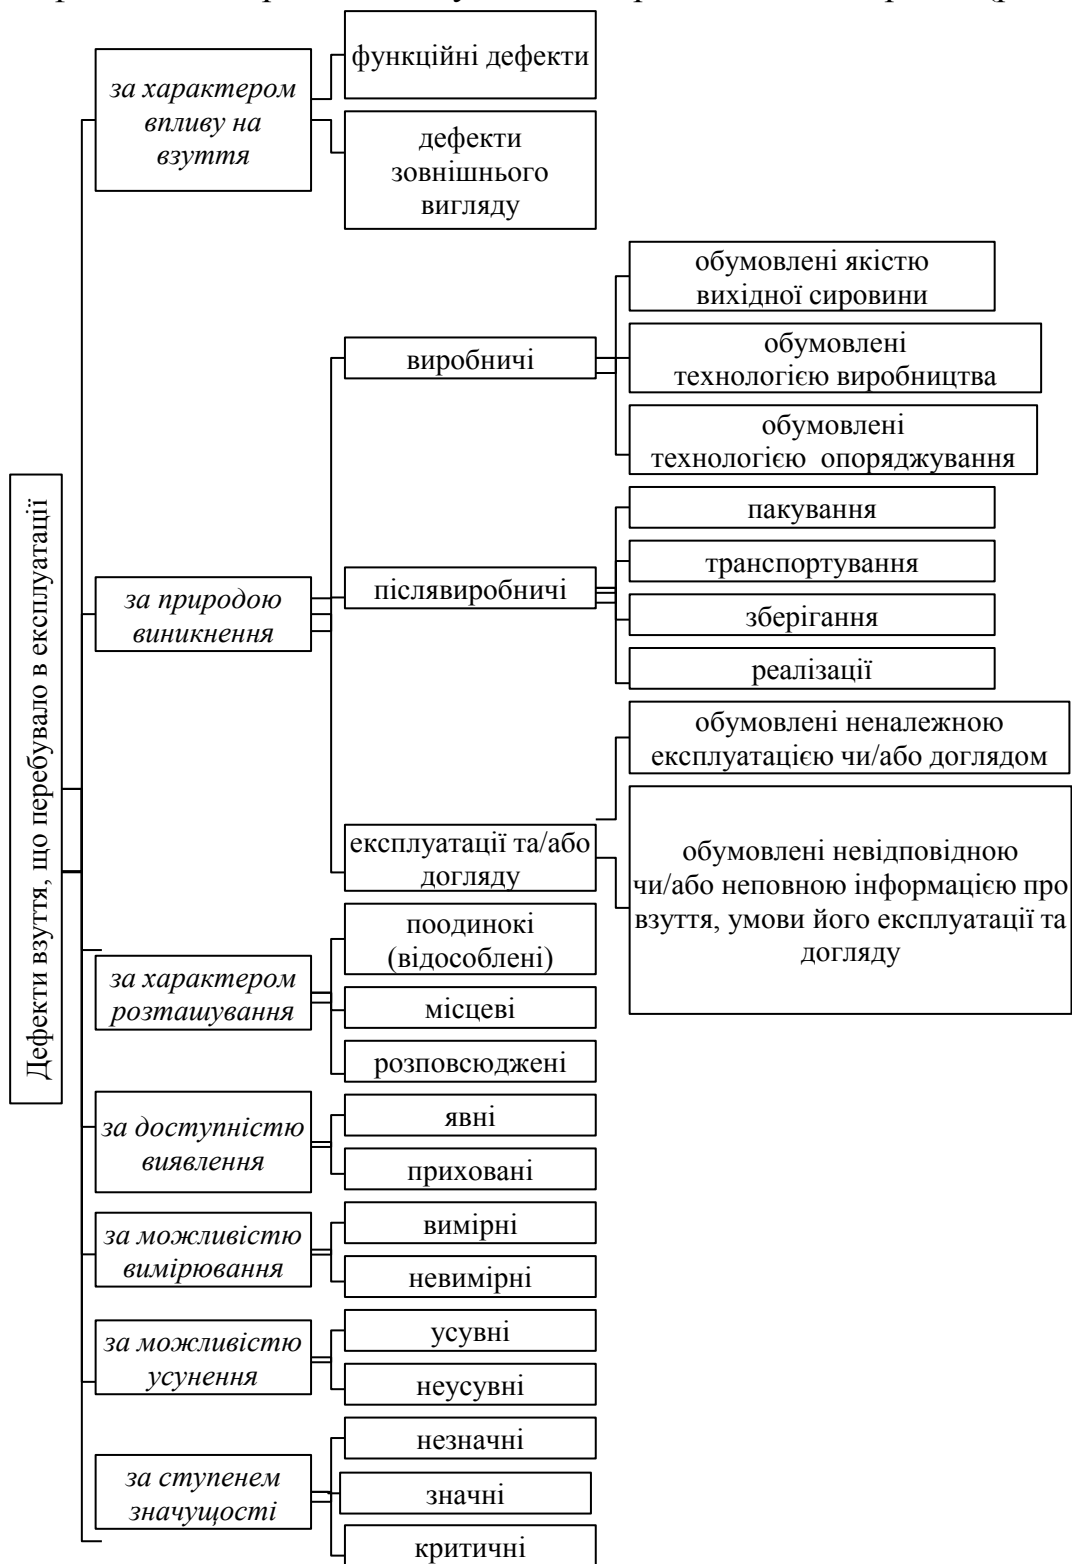 за характером
впливу на
взуття
функційні дефекти
дефекти
зовнішнього
вигляду
Дефекти взуття, що перебувало в експлуатації
за природою
виникнення
виробничі
обумовлені якістю
вихідної сировини
обумовлені
технологією виробництва
обумовлені
технологією опоряджування
післявиробничі
пакування
транспортування
зберігання
реалізації
експлуатації та/або
догляду
обумовлені неналежною
експлуатацією чи/або доглядом
обумовлені невідповідною
чи/або неповною інформацією про
взуття, умови його експлуатації та
догляду
за характером
розташування
поодинокі
(відособлені)
місцеві
розповсюджені
за доступністю
виявлення
явні
приховані
за можливістю
вимірювання
вимірні
невимірні
за можливістю
усунення
усувні
неусувні
за ступенем
значущості
незначні
значні
критичні